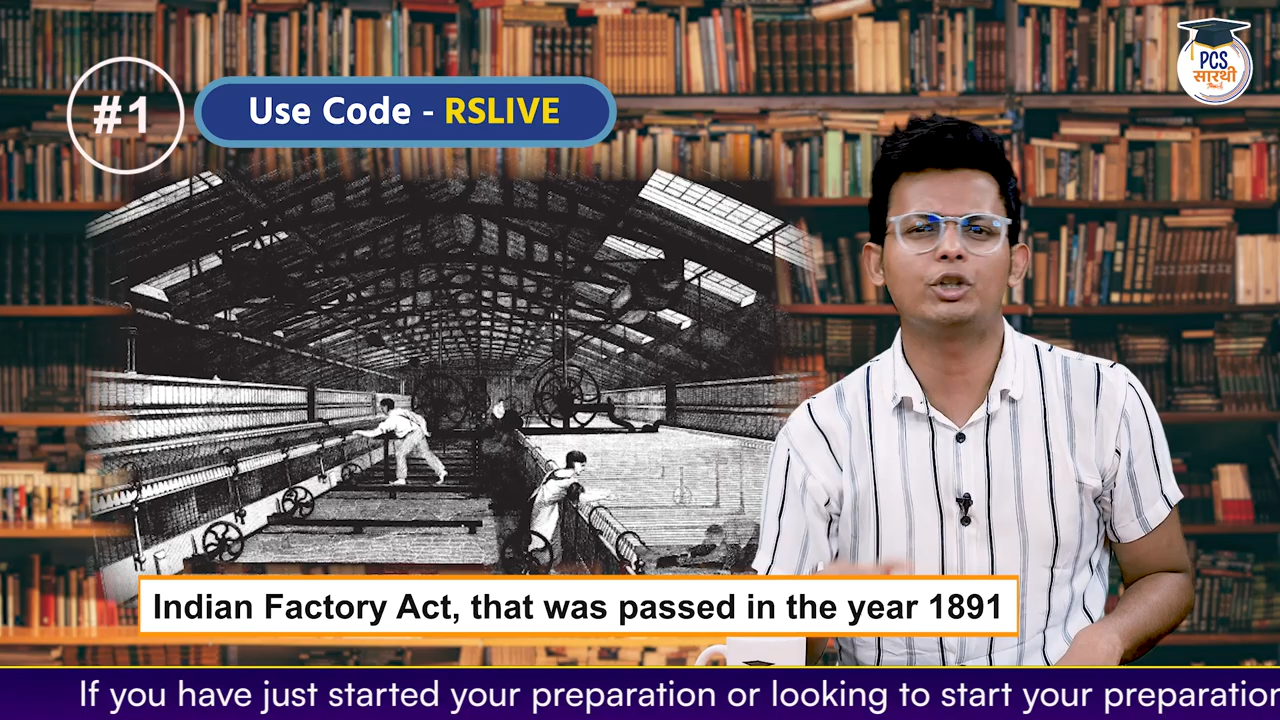 #1
Use Code - RSLIVE
PCS
सारथी
Indian Factory Act, that was passed in the year 1891
If you have just started your preparation or looking to start your preparation